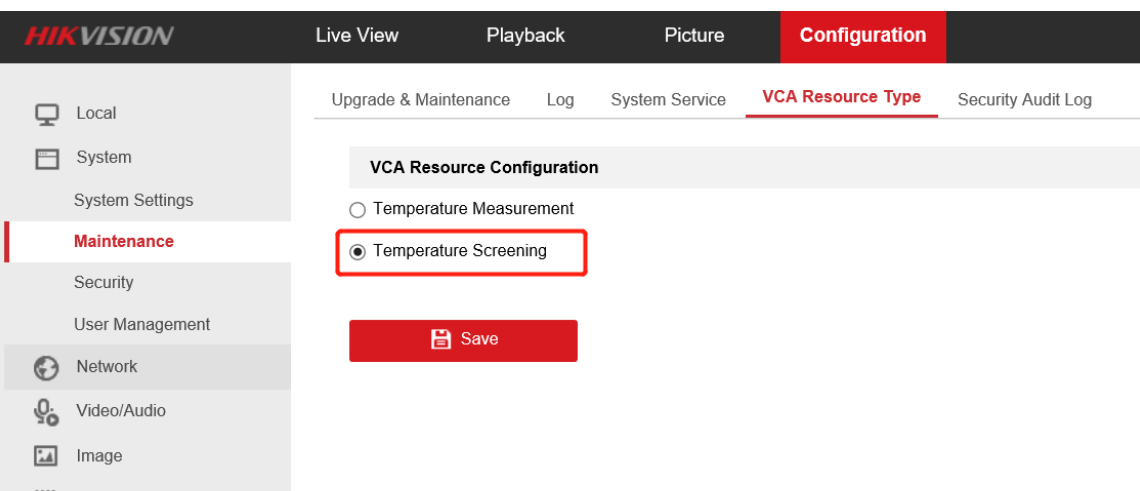 HIKVISION
Live View Playback Picture Configuration
Upgrade & Maintenance Log System Service VCA Resource Type Security Audit Log
Local
System
System Settings
Maintenance
Security
User Management
Network
Video/Audio
Image
VCA Resource Configuration
Temperature Measurement
Temperature Screening
Save